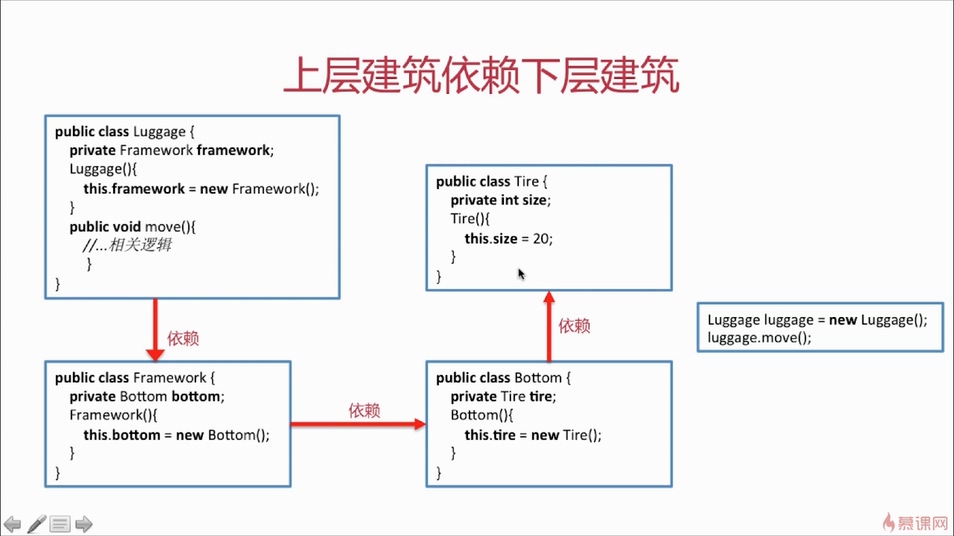 上层建筑依赖下层建筑
public class Luggage {
private Framework framework;
Luggage(){
this.framework = new Framework();
}
public void move(){
//...相关逻辑
}
}
依赖
public class Framework {
private Bottom bottom;
Framework(){
this.bottom = new Bottom();
}
}
依赖
public class Bottom {
private Tire tire;
Bottom(){
this.tire = new Tire();
}
}
依赖
public class Tire {
private int size;
Tire(){
this.size = 20;
}
}
Luggage luggage = new Luggage();
luggage.move();
慕课网